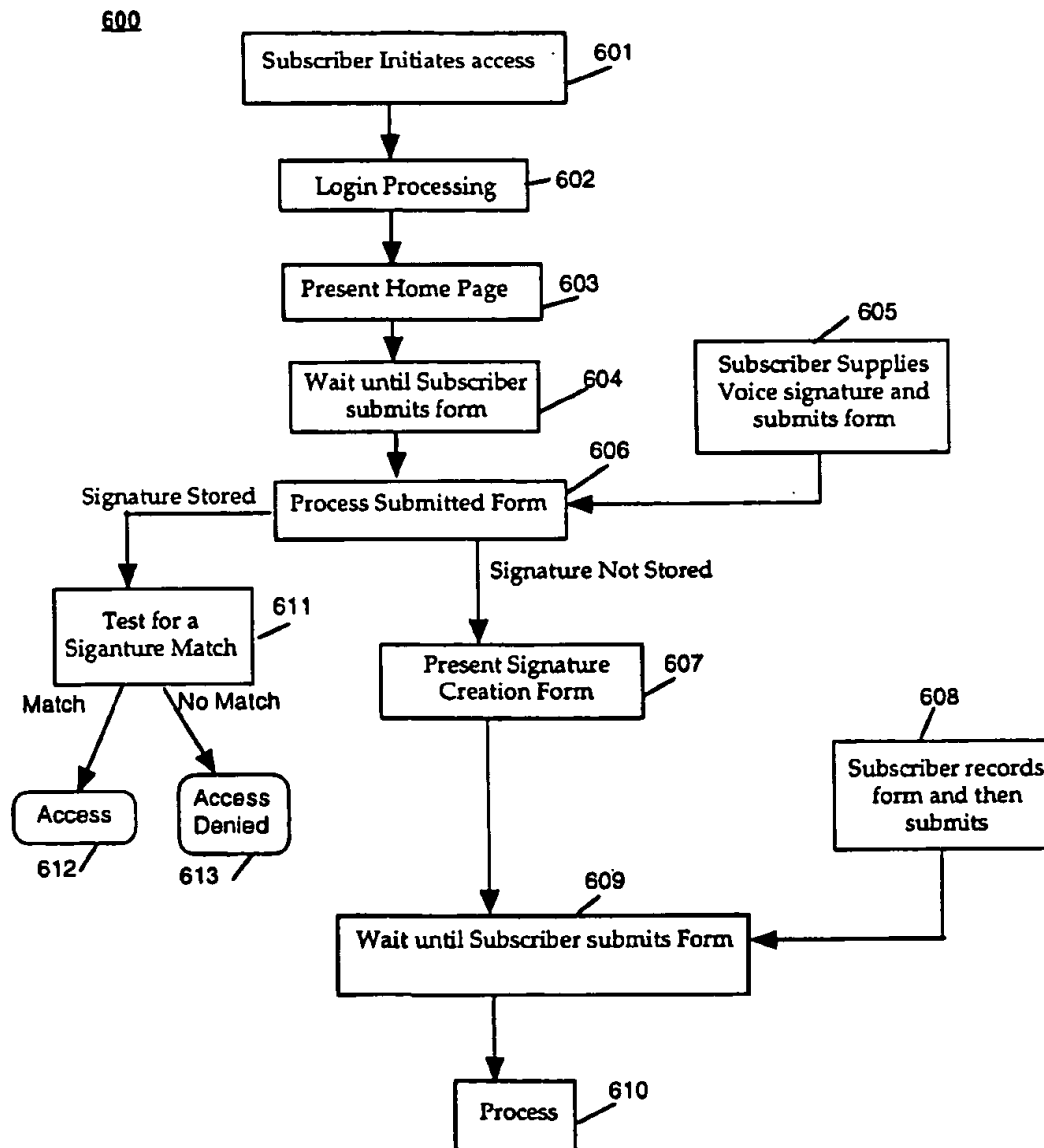 600
Subscriber Initiates access
601
Login Processing
602
Present Home Page
603
Wait until Subscriber
submits form
604
605
Subscriber Supplies
Voice signature and
submits form
606
Process Submitted Form
Signature Stored
Signature Not Stored
Test for a
Siganture Match
611
Match
No Match
Access
612
Access
Denied
613
Present Signature
Creation Form
607
608
Subscriber records
form and then
submits
609
Wait until Subscriber submits Form
Process
610